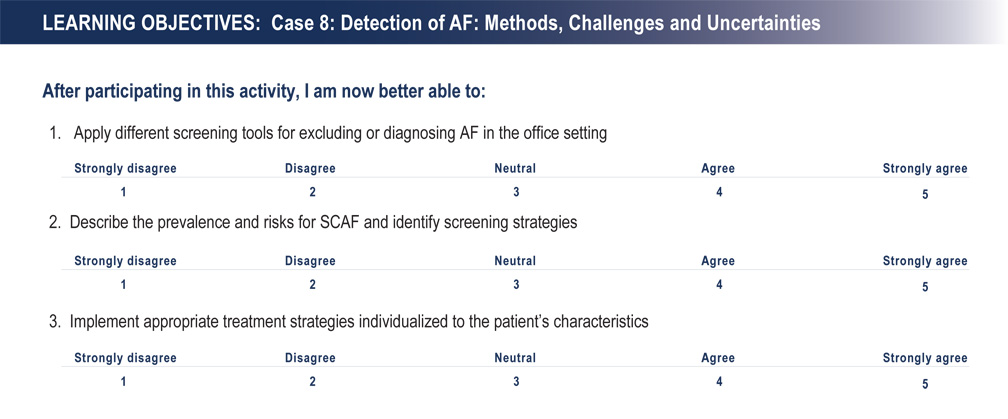 LEARNING OBJECTIVES: Case 8: Detection of AF: Methods, Challenges and Uncertainties
After participating in this activity, I am now better able to:
1. Apply different screening tools for excluding or diagnosing AF in the office setting
Strongly disagree Disagree Neutral Agree Strongly agree
1 2 3 4 5
2. Describe the prevalence and risks for SCAF and identify screening strategies
Strongly disagree Disagree Neutral Agree Strongly agree
1 2 3 4 5
3. Implement appropriate treatment strategies individualized to the patient’s characteristics
Strongly disagree Disagree Neutral Agree Strongly agree
1 2 3 4 5